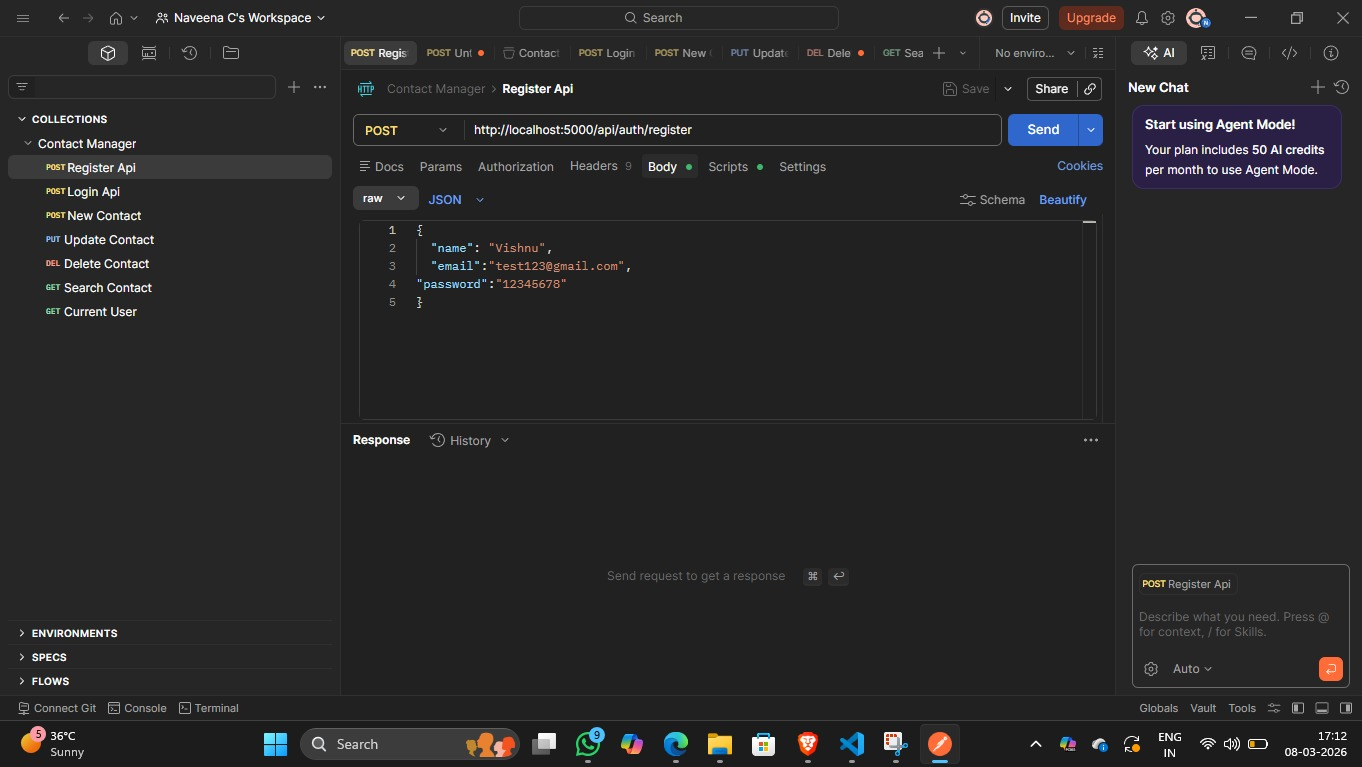 Naveena C's Workspace
Search
Invite
Upgrade
POST Regis
POST Unt
Contact
POST Login
POST New
PUT Update
DEL Dele
GET Sea
No enviro...
AI
Contact Manager > Register Api
Save
Share
New Chat
COLLECTIONS
Contact Manager
POST Register Api
POST Login Api
POST New Contact
PUT Update Contact
DEL Delete Contact
GET Search Contact
GET Current User
ENVIRONMENTS
SPECS
FLOWS
HTTP
POST
http://localhost:5000/api/auth/register
Send
Docs
Params
Authorization
Headers 9
Body
Scripts
Settings
Cookies
raw
JSON
Schema
Beautify
1 {
2 "name": "Vishnu",
3 "email":"test123@gmail.com",
4 "password":"12345678"
5 }
Response
History
Send request to get a response
Start using Agent Mode!
Your plan includes 50 AI credits
per month to use Agent Mode.
POST Register Api
Describe what you need. Press @
for context, / for Skills.
Auto
Connect Git
Console
Terminal
Globals
Vault
Tools
5
36°C
Sunny
Search
9
ENG
IN
17:12
08-03-2026